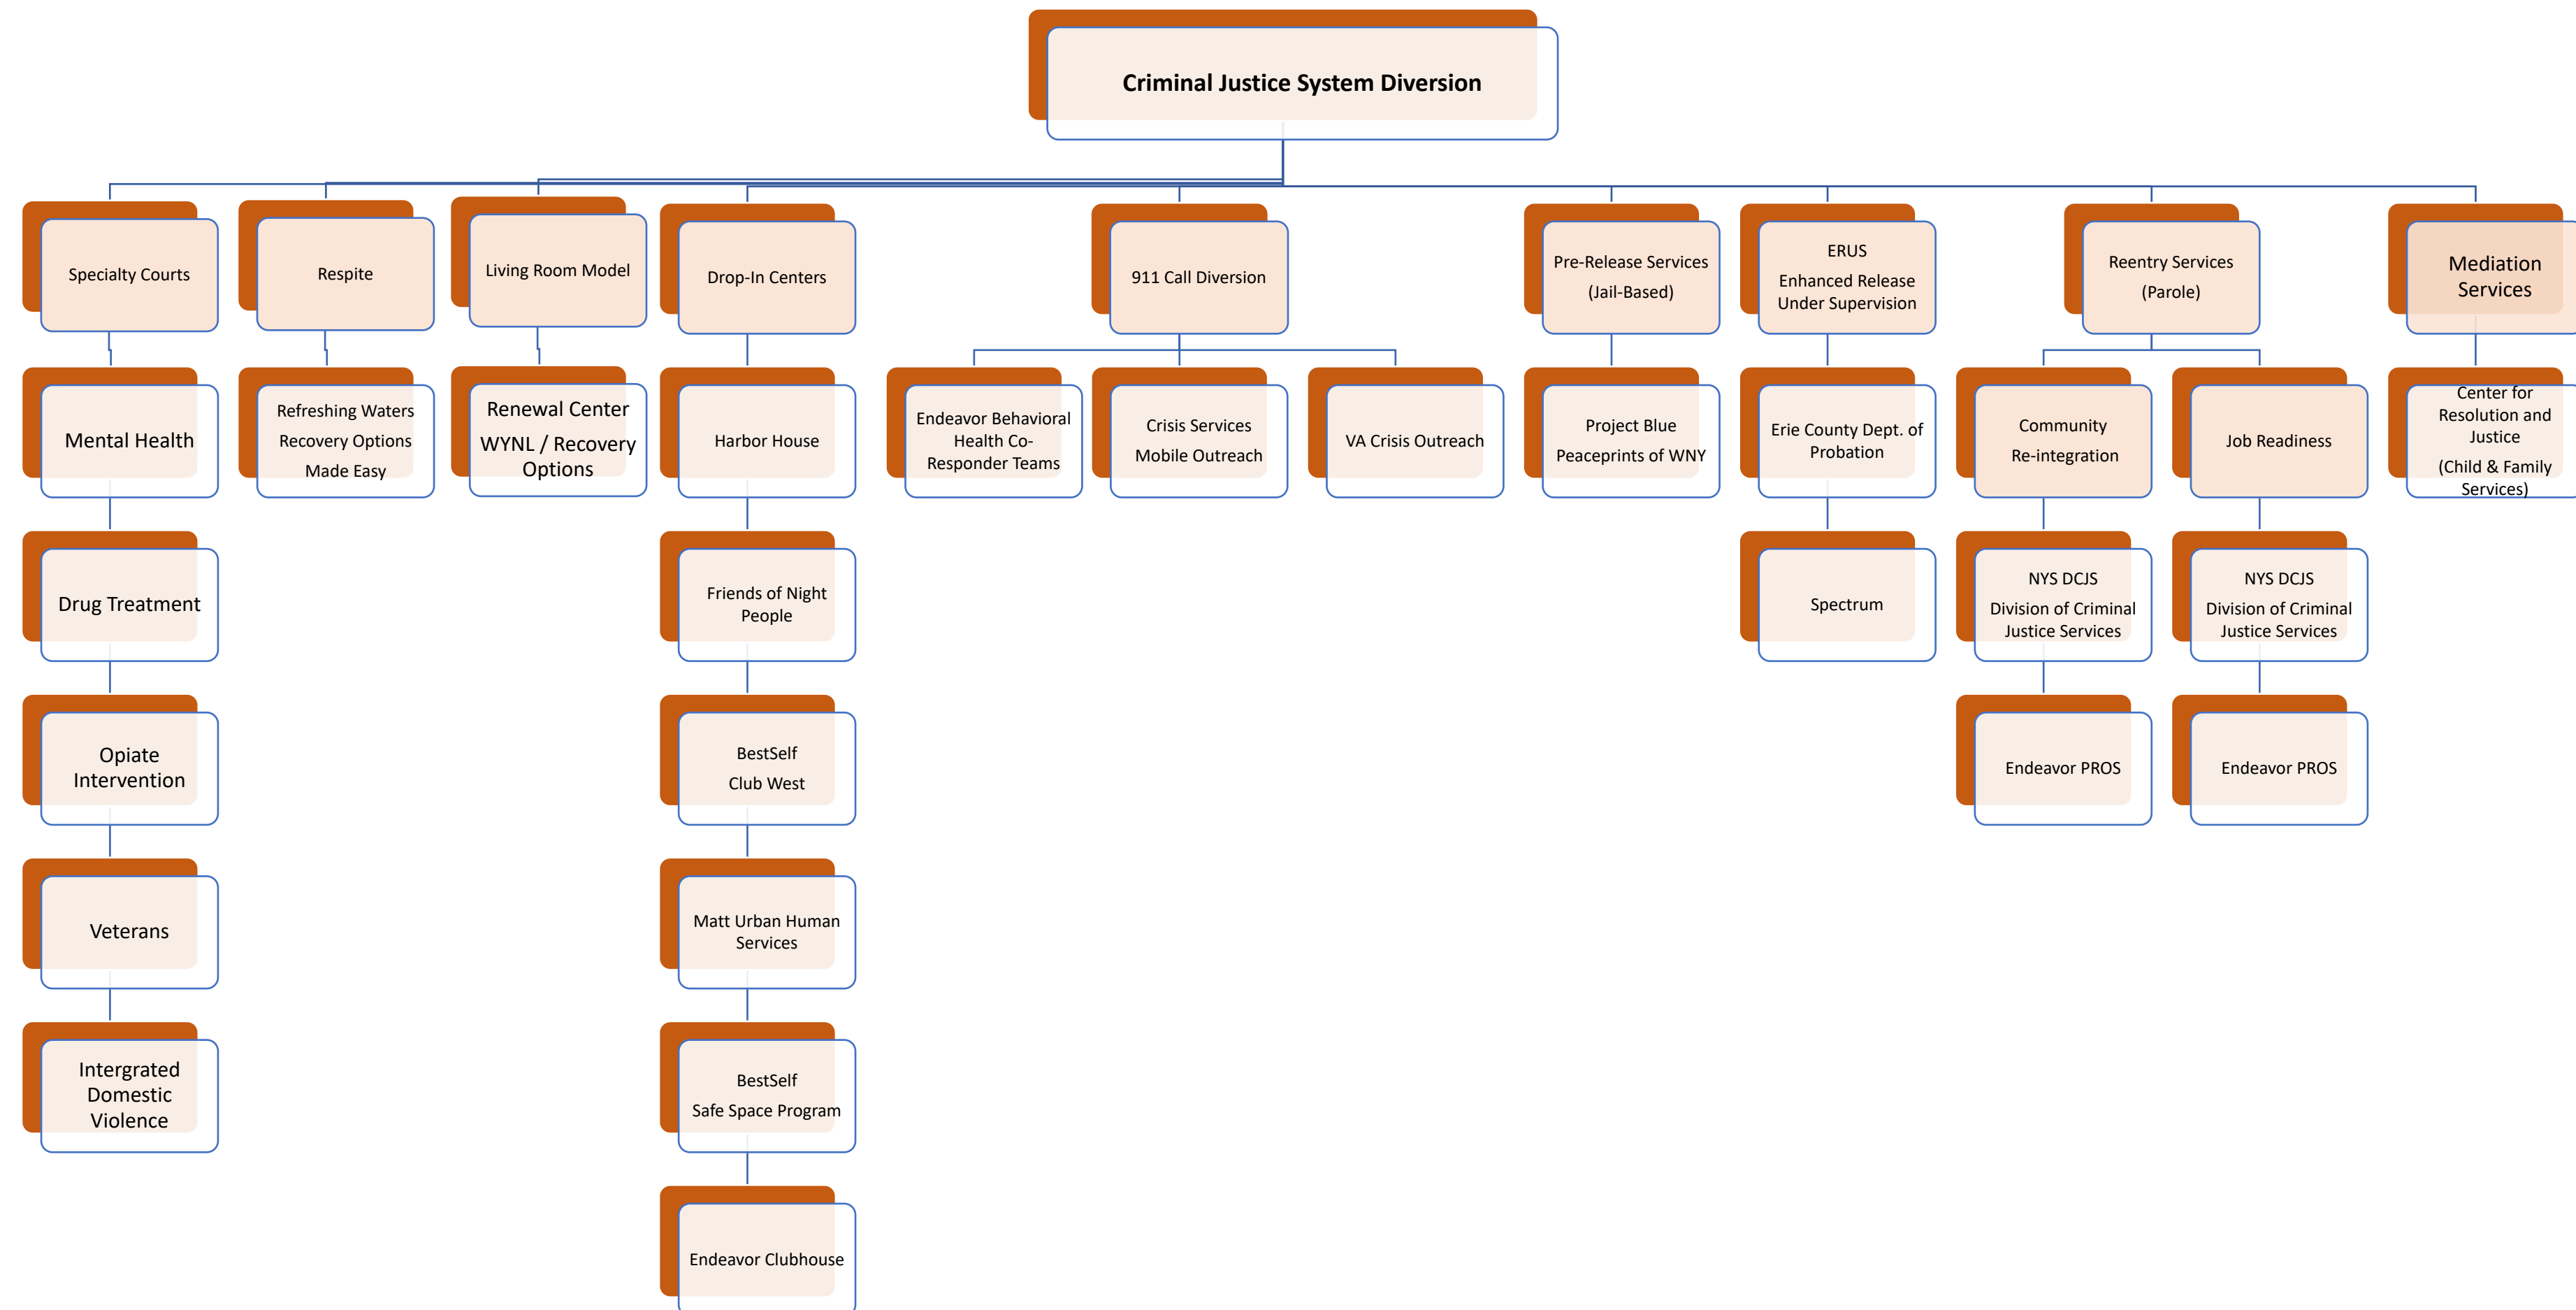 Criminal Justice System Diversion
Specialty Courts
Respite
Living Room Model
Drop-In Centers
911 Call Diversion
Pre-Release Services
(Jail-Based)
ERUS
Enhanced Release
Under Supervision
Reentry Services
(Parole)
Mediation
Services
Mental Health
Refreshing Waters
Recovery Options
Made Easy
Renewal Center
WYNL / Recovery
Options
Harbor House
Endeavor Behavioral
Health Co-
Responder Teams
Crisis Services
Mobile Outreach
VA Crisis Outreach
Project Blue
Peaceprints of WNY
Erie County Dept. of
Probation
Community
Re-integration
Job Readiness
Center for
Resolution and
Justice
(Child & Family
Services)
Drug Treatment
Friends of Night
People
Spectrum
NYS DCJS
Division of Criminal
Justice Services
NYS DCJS
Division of Criminal
Justice Services
Opiate
Intervention
BestSelf
Club West
Endeavor PROS
Endeavor PROS
Veterans
Matt Urban Human
Services
Intergrated
Domestic
Violence
BestSelf
Safe Space Program
Endeavor Clubhouse